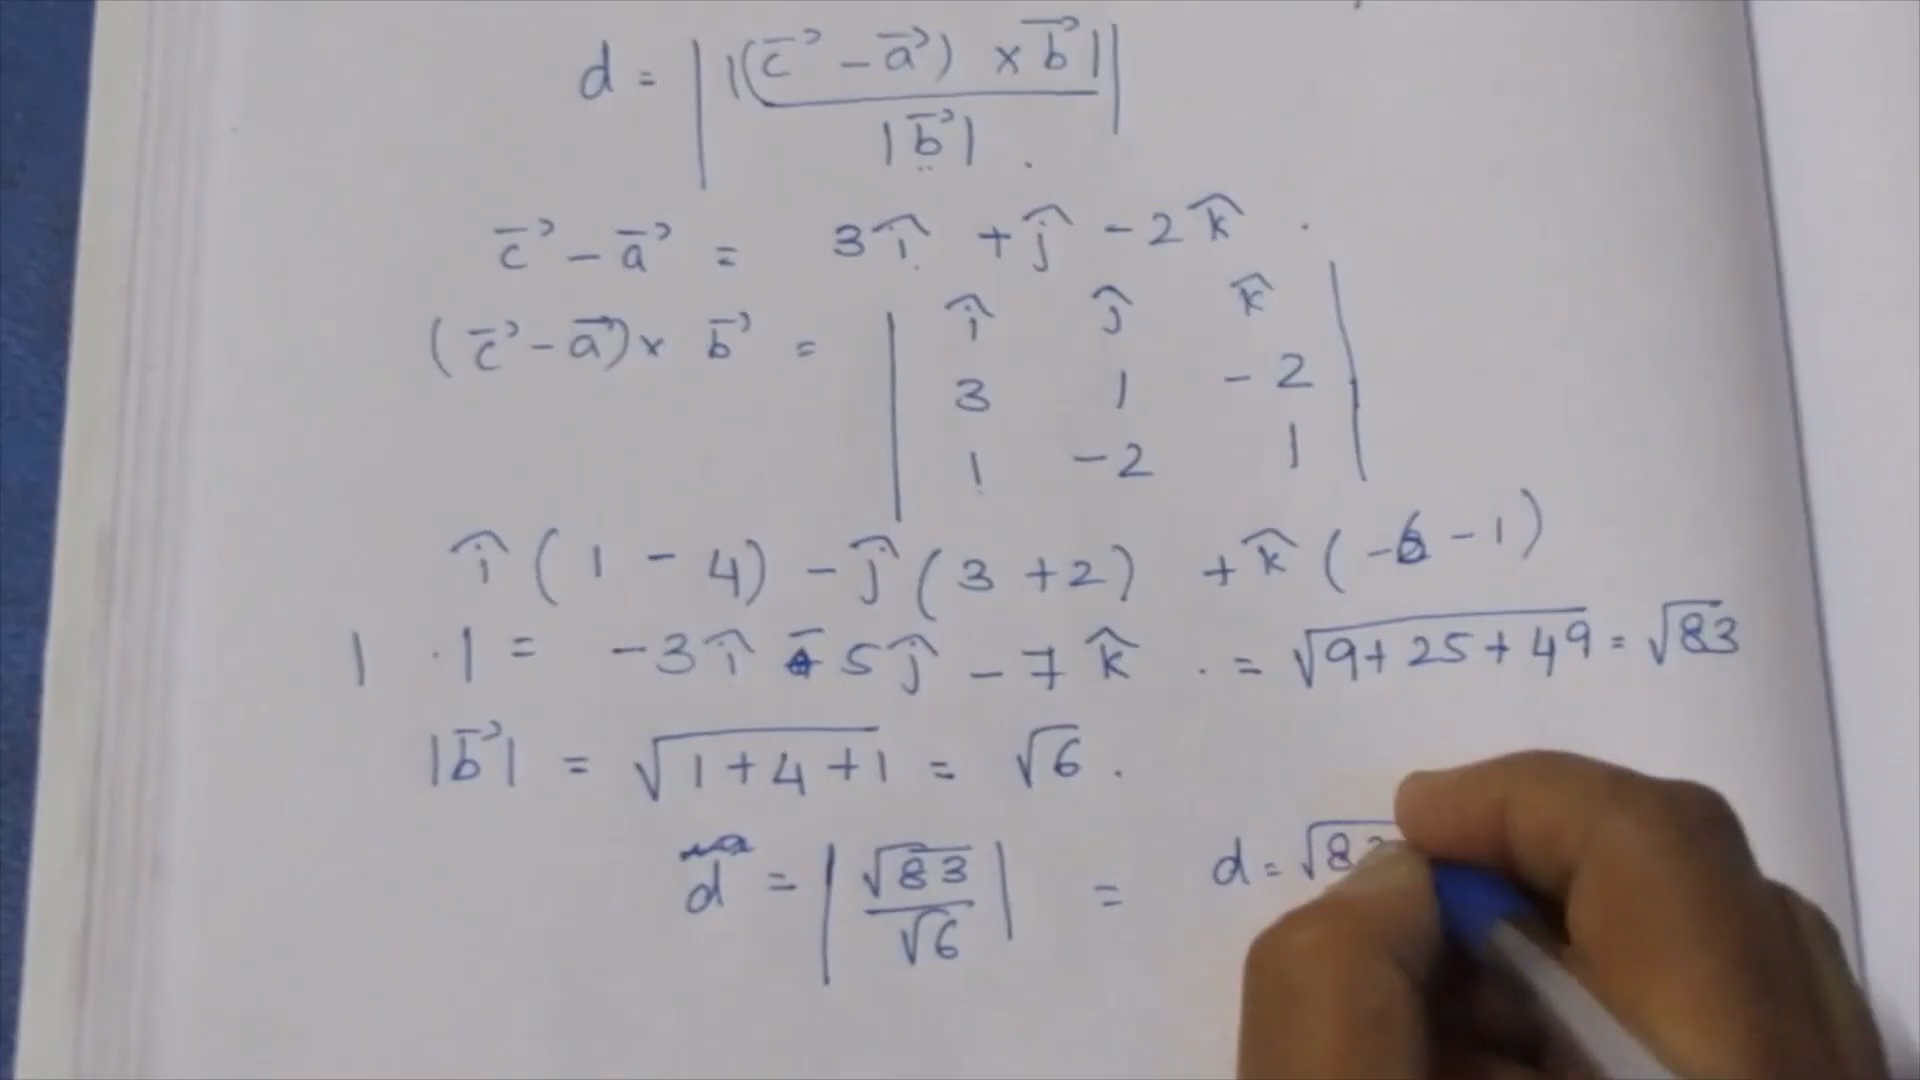 d = | |(c⃗ - a⃗) × b⃗| / |b⃗| | .
c⃗ - a⃗ = 3î + ĵ - 2k̂ .
(c⃗ - a⃗) × b⃗ = | î ĵ k̂
3 1 -2
1 -2 1 |
î(1 - 4) - ĵ(3 + 2) + k̂(-6 - 1)
| · | = -3î - 5ĵ - 7k̂ . = √(9 + 25 + 49) = √83
|b⃗| = √(1 + 4 + 1) = √6 .
d = | √83 / √6 | = d = √8